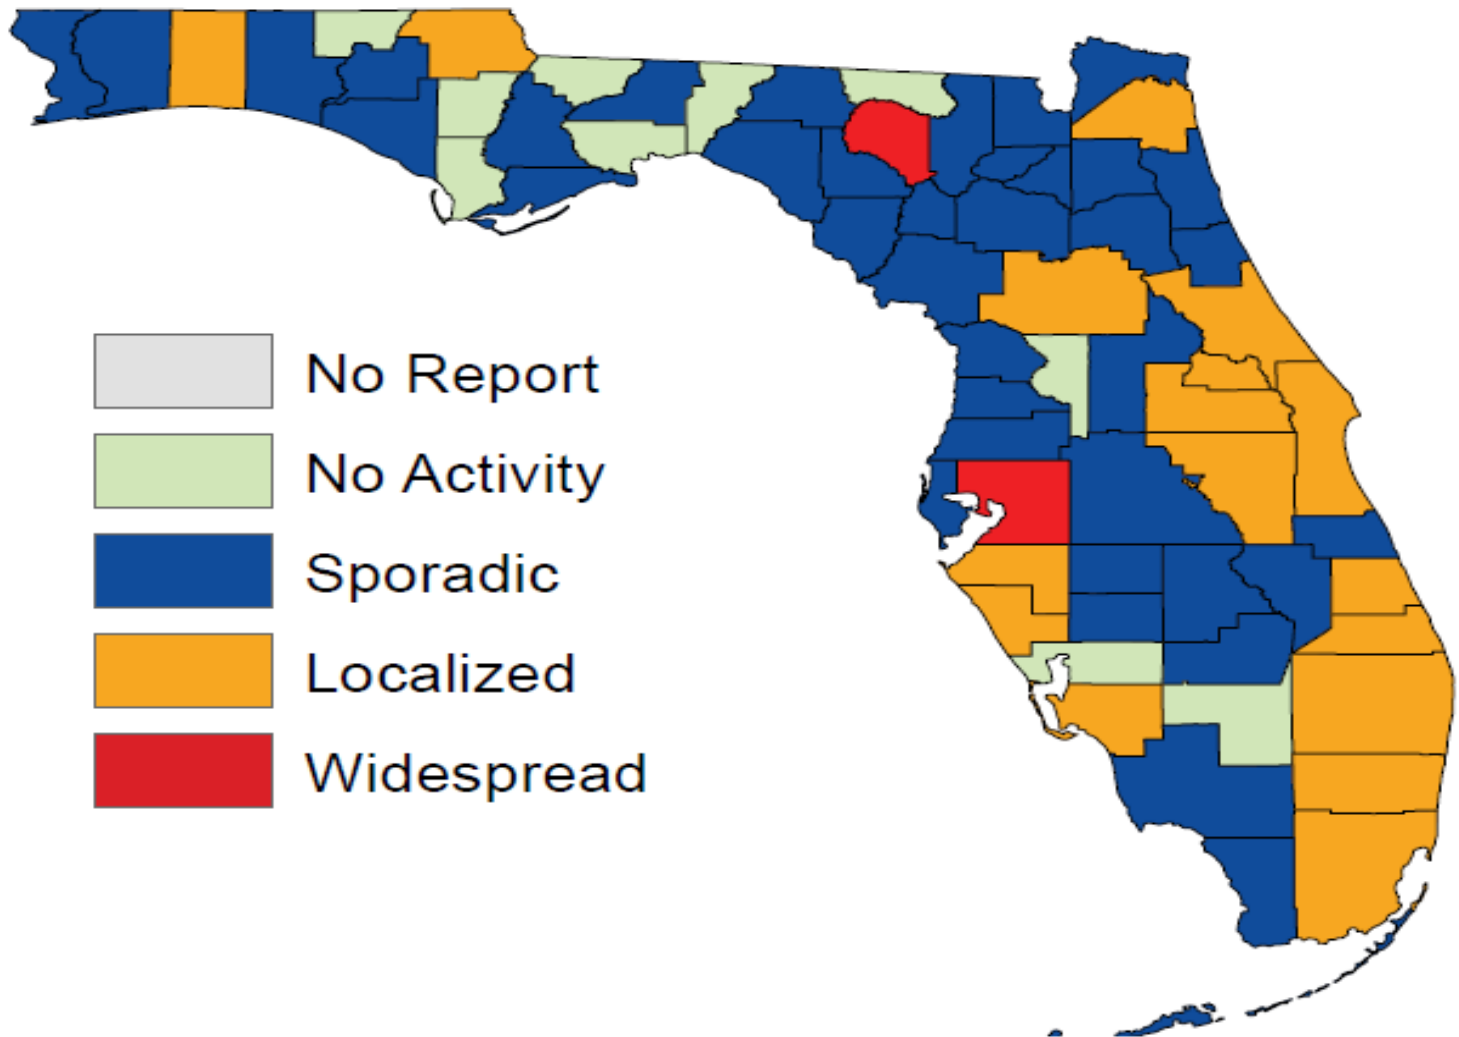 No Report
No Activity
Sporadic
Localized
Widespread